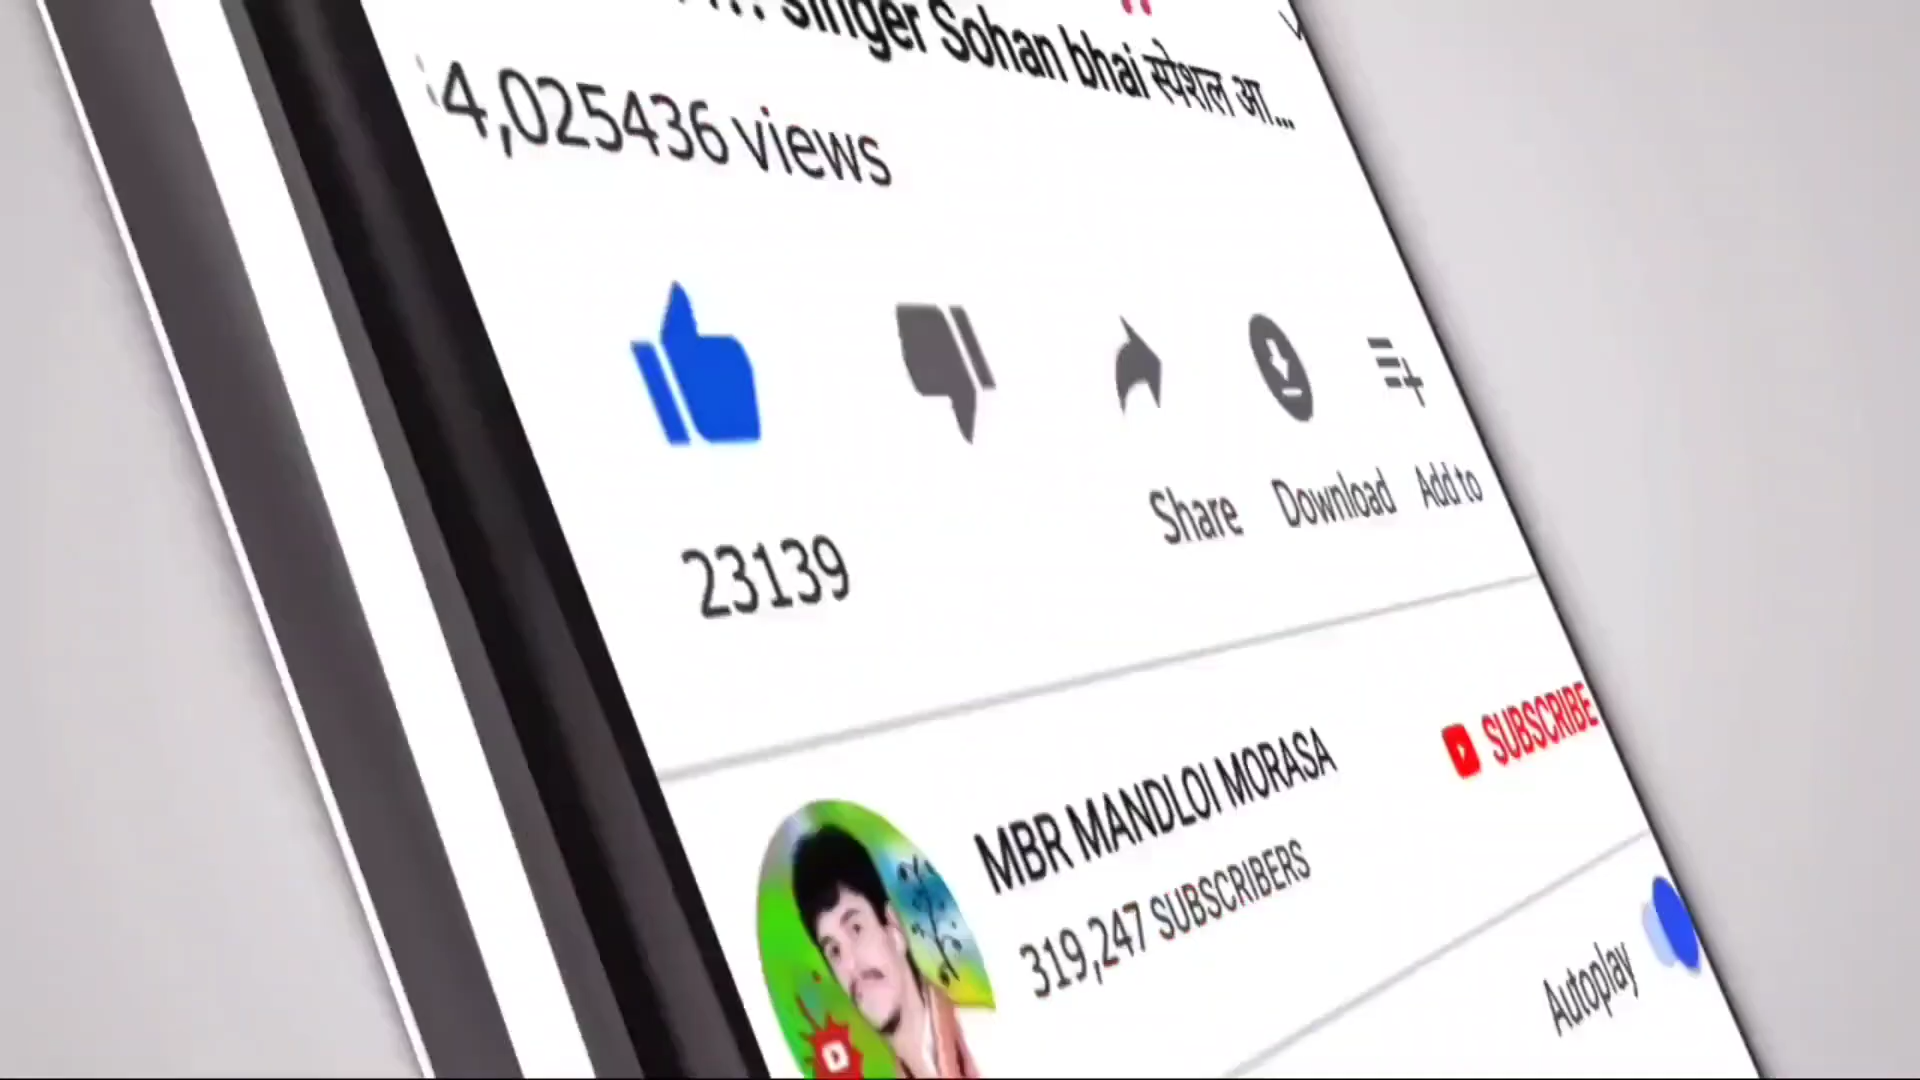 singer Sohan bhai स्पेशल आ...
4,025436 views
Share Download Add to
23139
MBR MANDLOI MORASA
SUBSCRIBE
319,247 SUBSCRIBERS
Autoplay